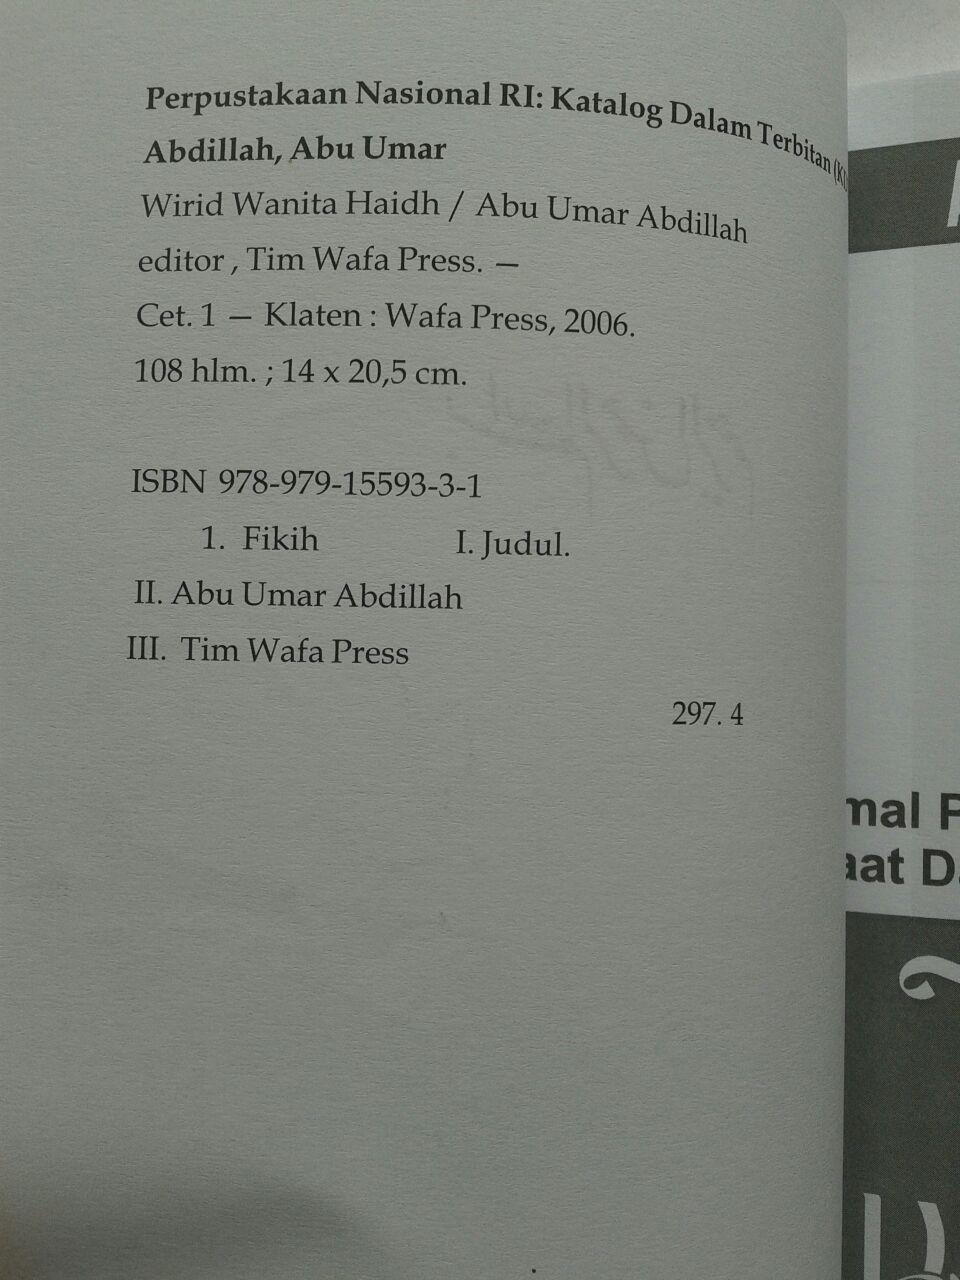 Perpustakaan Nasional RI: Katalog Dalam Terbitan
Abdillah, Abu Umar
Wirid Wanita Haidh / Abu Umar Abdillah
editor , Tim Wafa Press. —
Cet. 1 — Klaten : Wafa Press, 2006.
108 hlm. ; 14 x 20,5 cm.
ISBN 978-979-15593-3-1
1. Fikih I. Judul.
II. Abu Umar Abdillah
III. Tim Wafa Press
297. 4
mal P
aat D